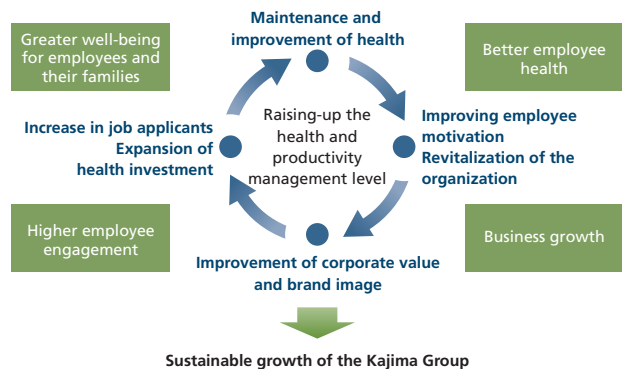 Maintenance and
improvement of health
Greater well-being
for employees and
their families
Better employee
health
Increase in job applicants
Expansion of
health investment
Raising-up the
health and
productivity
management level
Improving employee
motivation
Revitalization of the
organization
Higher employee
engagement
Business growth
Improvement of corporate value
and brand image
Sustainable growth of the Kajima Group